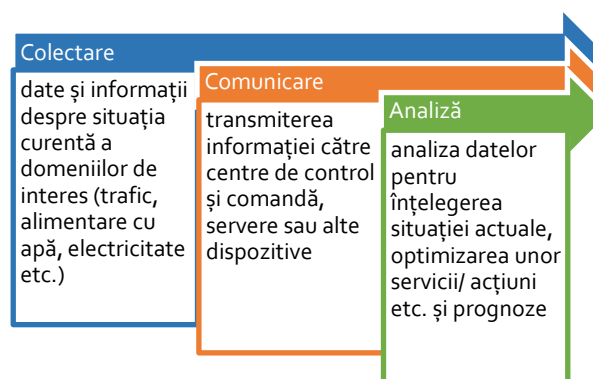 Colectare
date și informații
despre situația
curentă a
domeniilor de
interes (trafic,
alimentare cu
apă, electricitate
etc.)
Comunicare
transmiterea
informației către
centre de control
și comandă,
servere sau alte
dispozitive
Analiză
analiza datelor
pentru
înțelegerea
situației actuale,
optimizarea unor
servicii/ acțiuni
etc. și prognoze